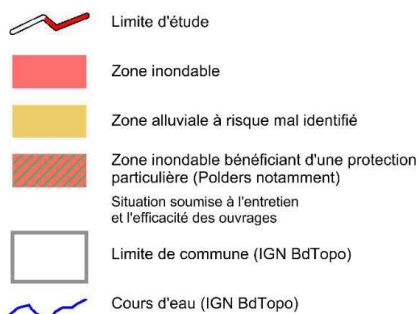 Limite d'étude
Zone inondable
Zone alluviale à risque mal identifié
Zone inondable bénéficiant d'une protection
particulière (Polders notamment)
Situation soumise à l'entretien
et l'efficacité des ouvrages
Limite de commune (IGN BdTopo)
Cours d'eau (IGN BdTopo)